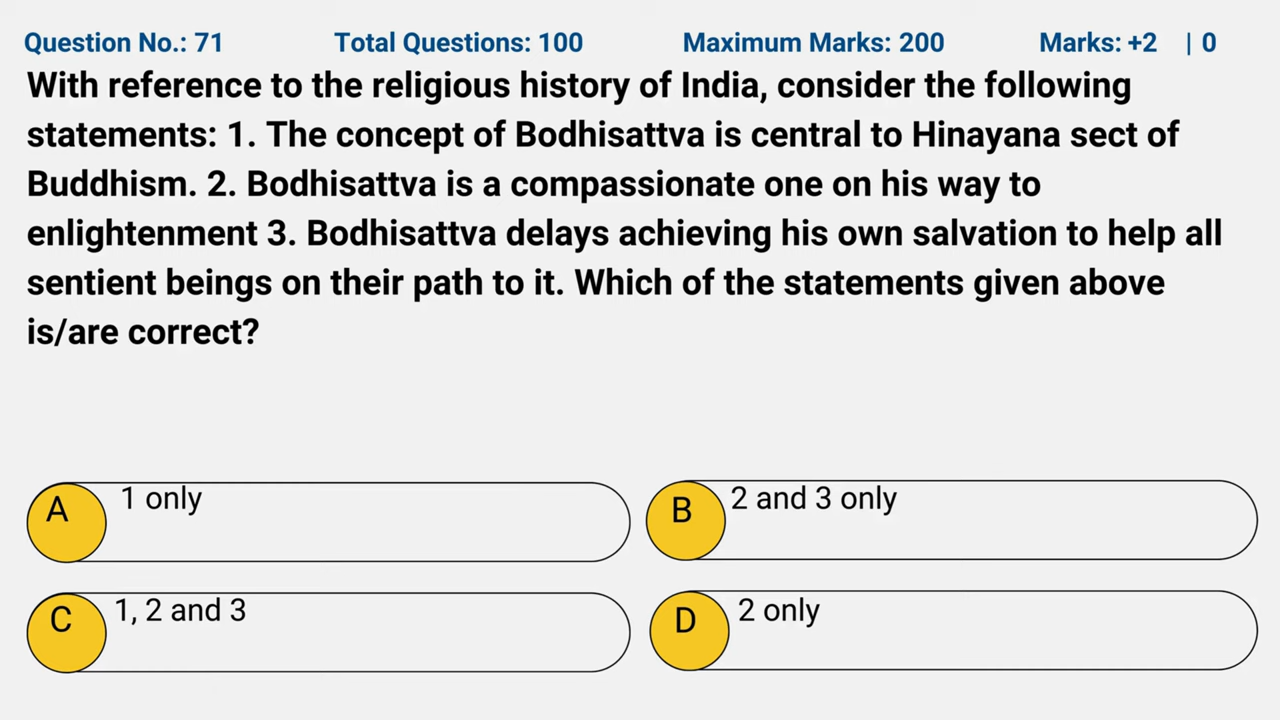 Question No.: 71 Total Questions: 100 Maximum Marks: 200 Marks: +2 | 0
With reference to the religious history of India, consider the following
statements: 1. The concept of Bodhisattva is central to Hinayana sect of
Buddhism. 2. Bodhisattva is a compassionate one on his way to
enlightenment 3. Bodhisattva delays achieving his own salvation to help all
sentient beings on their path to it. Which of the statements given above
is/are correct?
A 1 only
B 2 and 3 only
C 1, 2 and 3
D 2 only